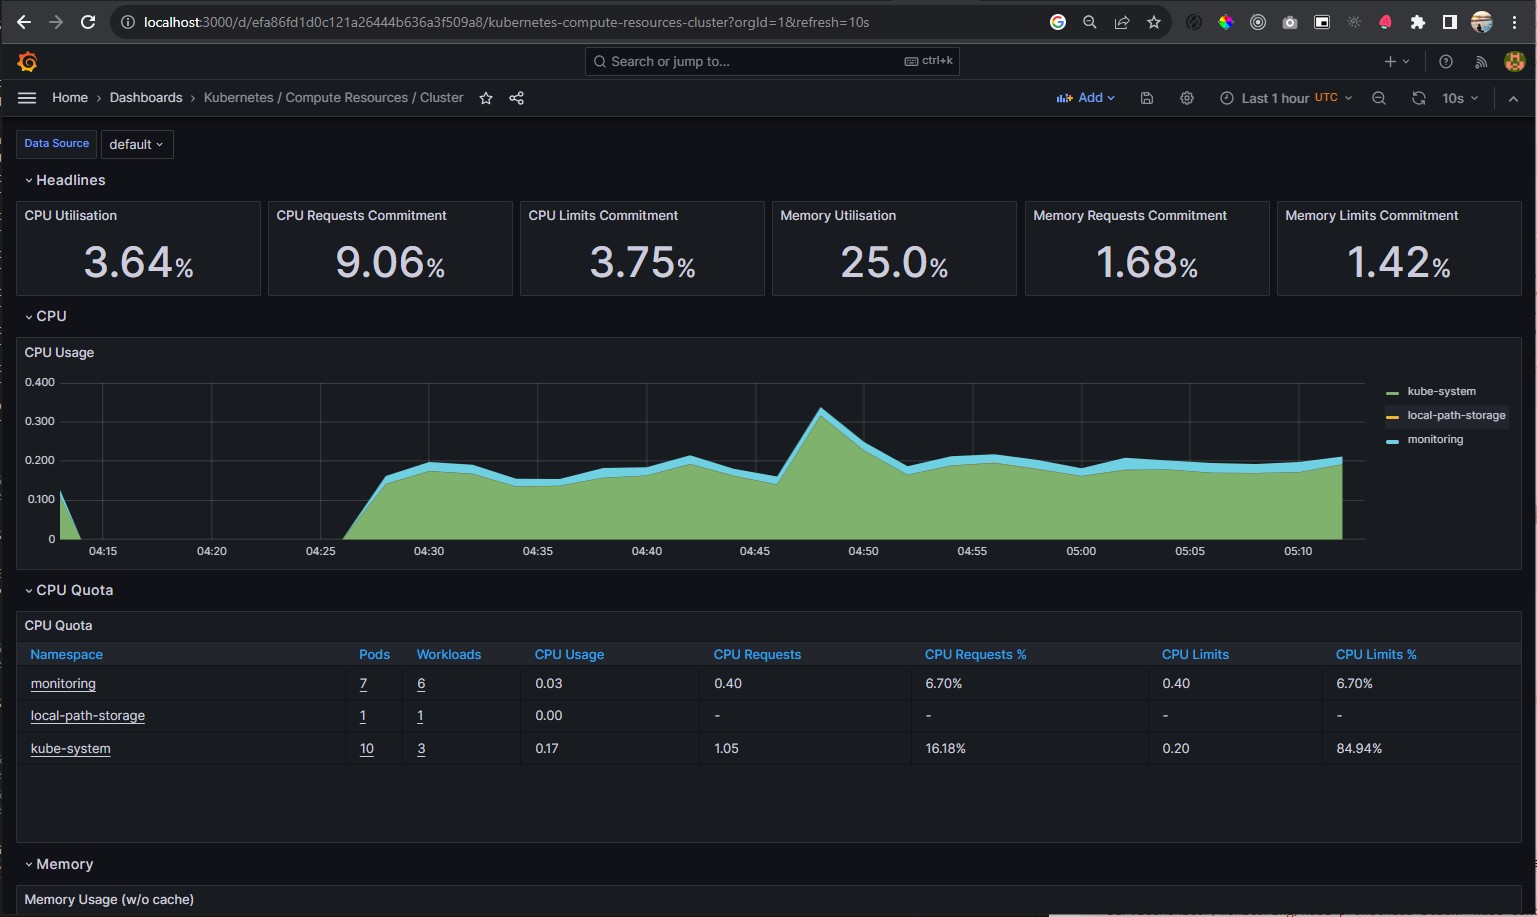 localhost:3000/d/efa86fd1d0c121a26444b636a3f509a8/kubernetes-compute-resources-cluster?orgId=1&refresh=10s
Search or jump to... ctrl+k
Home › Dashboards › Kubernetes / Compute Resources / Cluster Add Last 1 hour UTC 10s
Data Source default
Headlines
CPU Utilisation CPU Requests Commitment CPU Limits Commitment Memory Utilisation Memory Requests Commitment Memory Limits Commitment
3.64% 9.06% 3.75% 25.0% 1.68% 1.42%
CPU
CPU Usage
0.400
0.300
0.200
0.100
0
04:15 04:20 04:25 04:30 04:35 04:40 04:45 04:50 04:55 05:00 05:05 05:10
kube-system
local-path-storage
monitoring
CPU Quota
CPU Quota
Namespace Pods Workloads CPU Usage CPU Requests CPU Requests % CPU Limits CPU Limits %
monitoring 7 6 0.03 0.40 6.70% 0.40 6.70%
local-path-storage 1 1 0.00 - - - -
kube-system 10 3 0.17 1.05 16.18% 0.20 84.94%
Memory
Memory Usage (w/o cache)